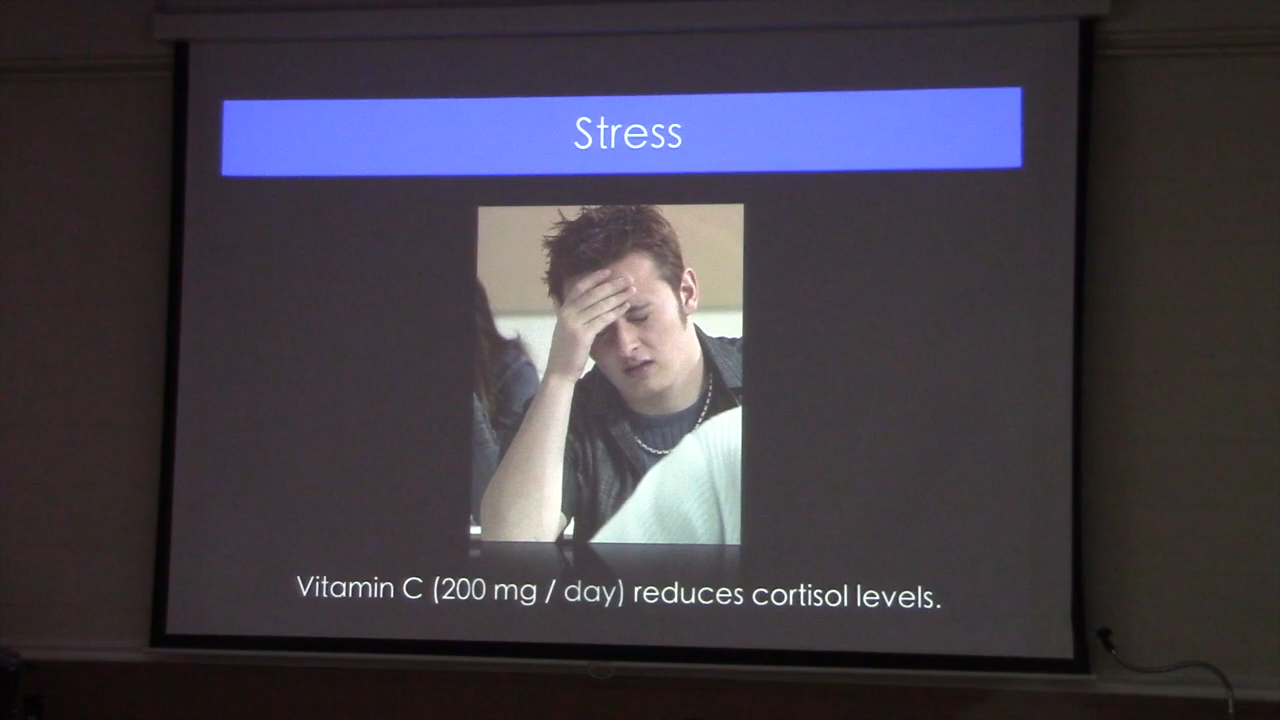 Stress
Vitamin C (200 mg / day) reduces cortisol levels.